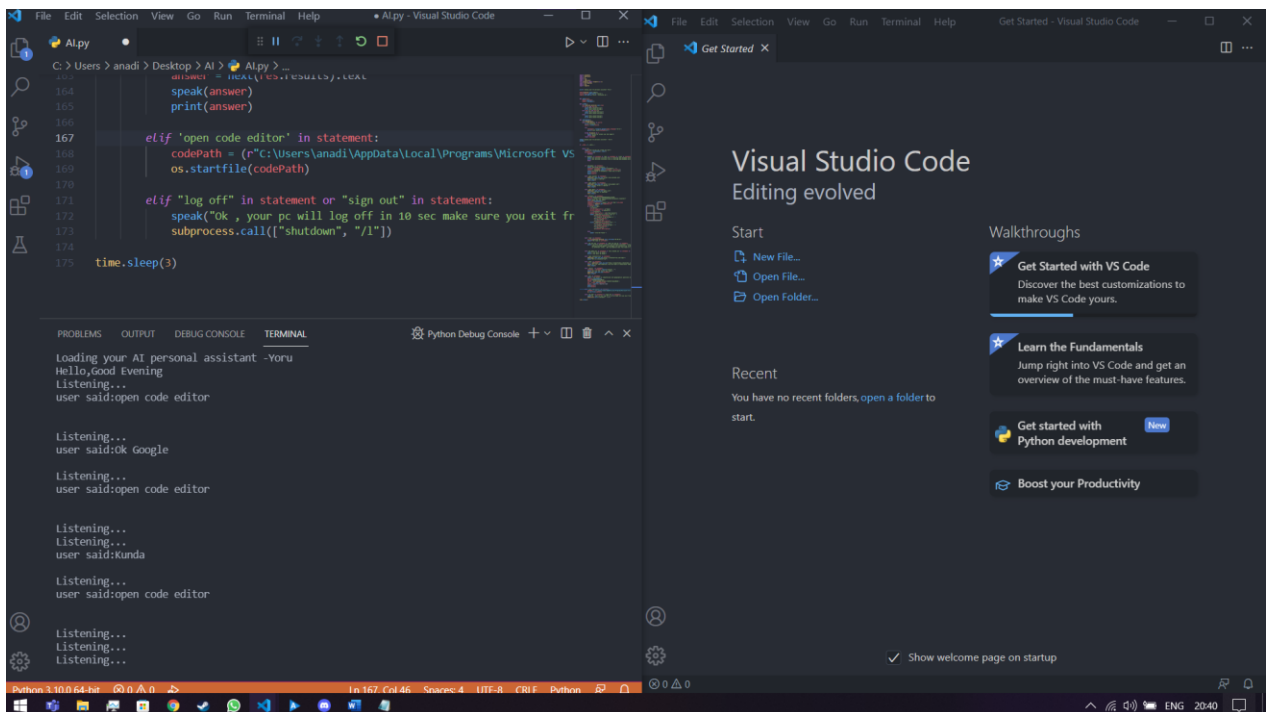 File Edit Selection View Go Run Terminal Help
● AI.py - Visual Studio Code
AI.py ●
C: > Users > anadi > Desktop > AI > AI.py > ...
163 answer = next(res.results).text
164 speak(answer)
165 print(answer)
166
167 elif 'open code editor' in statement:
168 codePath = (r"C:\Users\anadi\AppData\Local\Programs\Microsoft VS
169 os.startfile(codePath)
170
171 elif "log off" in statement or "sign out" in statement:
172 speak("Ok , your pc will log off in 10 sec make sure you exit fr
173 subprocess.call(["shutdown", "/l"])
174
175 time.sleep(3)
PROBLEMS OUTPUT DEBUG CONSOLE TERMINAL
Python Debug Console
Loading your AI personal assistant -Yoru
Hello,Good Evening
Listening...
user said:open code editor
Listening...
user said:Ok Google
Listening...
user said:open code editor
Listening...
Listening...
user said:Kunda
Listening...
user said:open code editor
Listening...
Listening...
Listening...
Python 3.10.0 64-bit 0 0 Ln 167, Col 46 Spaces: 4 UTF-8 CRLF Python
File Edit Selection View Go Run Terminal Help
Get Started - Visual Studio Code
Get Started
Visual Studio Code
Editing evolved
Start
New File...
Open File...
Open Folder...
Recent
You have no recent folders, open a folder to
start.
Walkthroughs
Get Started with VS Code
Discover the best customizations to
make VS Code yours.
Learn the Fundamentals
Jump right into VS Code and get an
overview of the must-have features.
Get started with
Python development
New
Boost your Productivity
Show welcome page on startup
0 0
ENG 20:40